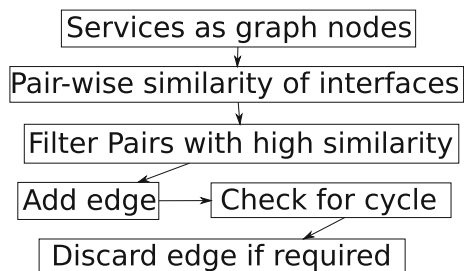 Services as graph nodes
Pair-wise similarity of interfaces
Filter Pairs with high similarity
Add edge
Check for cycle
Discard edge if required